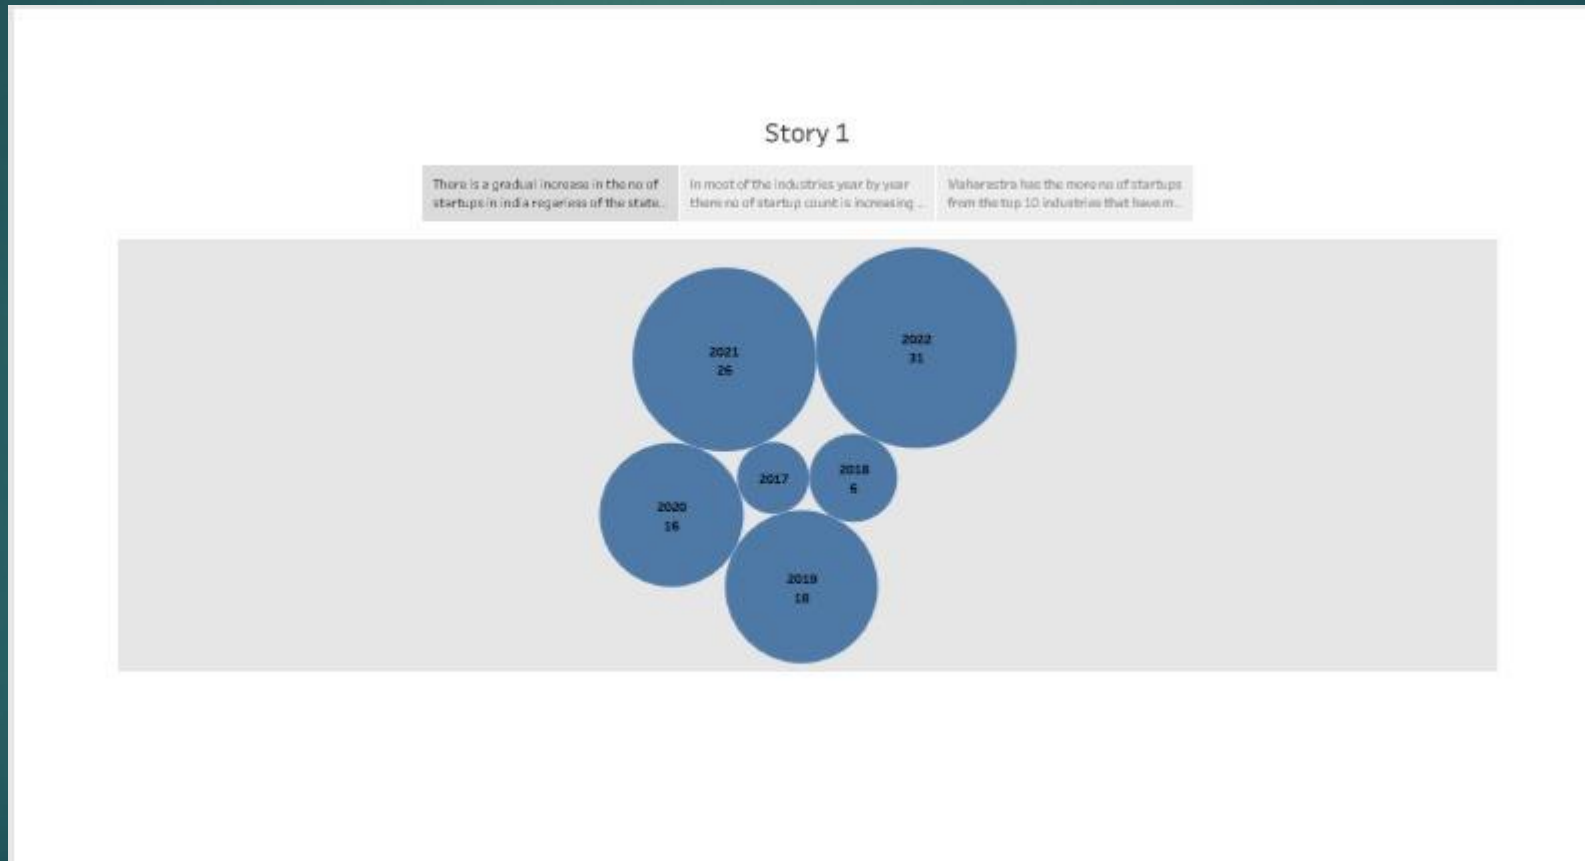 Story 1
There is a gradual increase in the no of
startups in india regarless of the state..
In most of the industries year by year
there no of startup count is increasing ..
Maharastra has the more no of startups
from the top 10 industries that have m..
2021
26
2022
31
2017
2018
6
2020
16
2019
18